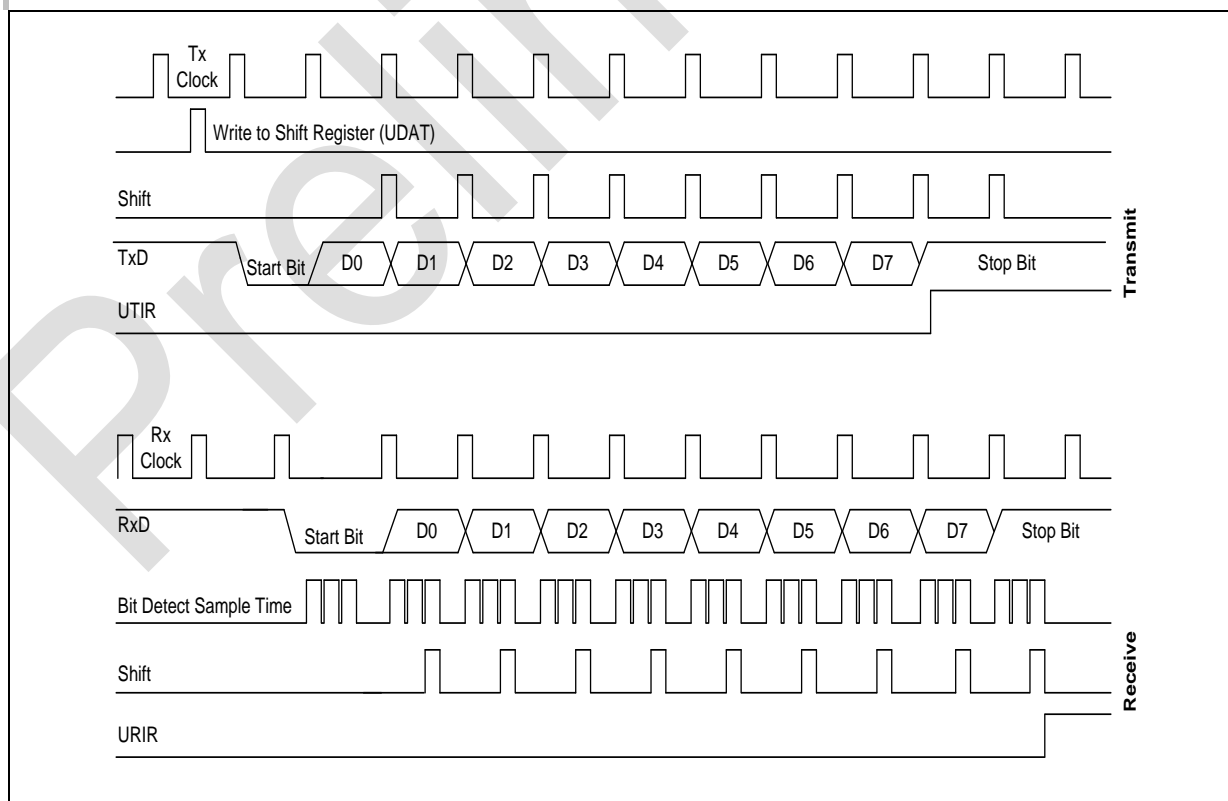 Prelin
Tx
Clock
Write to Shift Register (UDAT)
Shift
TxD
Start Bit
D0
D1
D2
D3
D4
D5
D6
D7
Stop Bit
UTIR
Transmit
Rx
Clock
RxD
Start Bit
D0
D1
D2
D3
D4
D5
D6
D7
Stop Bit
Bit Detect Sample Time
Shift
URIR
Receive